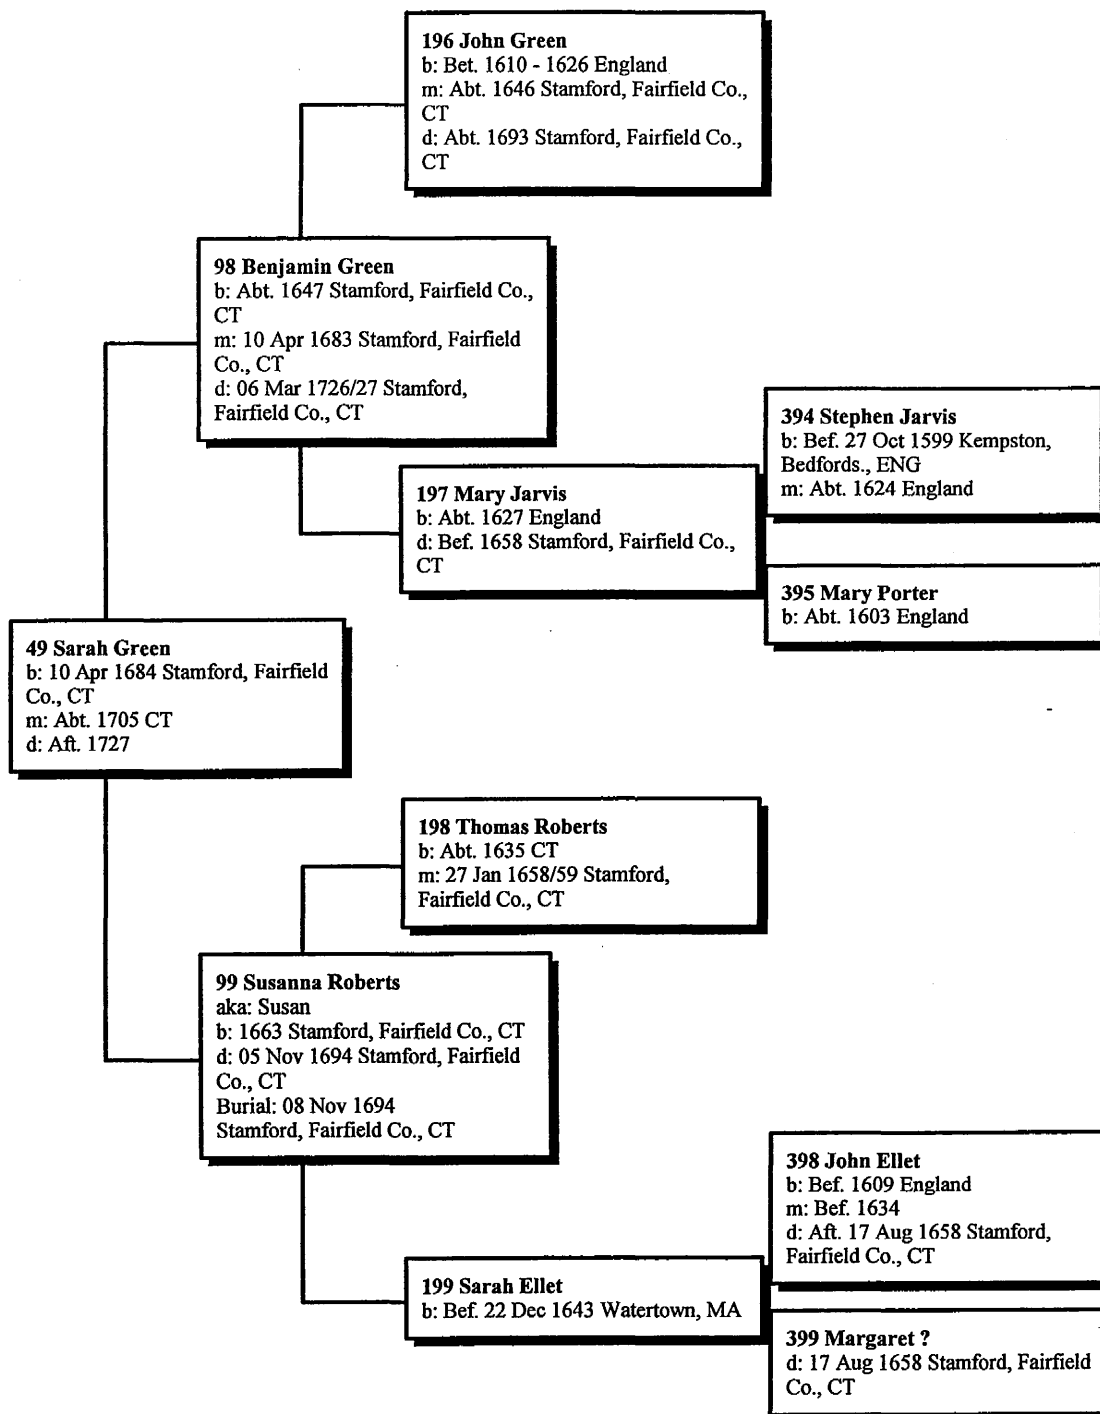 196 John Green
b: Bet. 1610 - 1626 England
m: Abt. 1646 Stamford, Fairfield Co.,
CT
d: Abt. 1693 Stamford, Fairfield Co.,
CT
98 Benjamin Green
b: Abt. 1647 Stamford, Fairfield Co.,
CT
m: 10 Apr 1683 Stamford, Fairfield
Co., CT
d: 06 Mar 1726/27 Stamford,
Fairfield Co., CT
394 Stephen Jarvis
b: Bef. 27 Oct 1599 Kempston,
Bedfords., ENG
m: Abt. 1624 England
197 Mary Jarvis
b: Abt. 1627 England
d: Bef. 1658 Stamford, Fairfield Co.,
CT
395 Mary Porter
b: Abt. 1603 England
49 Sarah Green
b: 10 Apr 1684 Stamford, Fairfield
Co., CT
m: Abt. 1705 CT
d: Aft. 1727
198 Thomas Roberts
b: Abt. 1635 CT
m: 27 Jan 1658/59 Stamford,
Fairfield Co., CT
99 Susanna Roberts
aka: Susan
b: 1663 Stamford, Fairfield Co., CT
d: 05 Nov 1694 Stamford, Fairfield
Co., CT
Burial: 08 Nov 1694
Stamford, Fairfield Co., CT
398 John Ellet
b: Bef. 1609 England
m: Bef. 1634
d: Aft. 17 Aug 1658 Stamford,
Fairfield Co., CT
199 Sarah Ellet
b: Bef. 22 Dec 1643 Watertown, MA
399 Margaret ?
d: 17 Aug 1658 Stamford, Fairfield
Co., CT